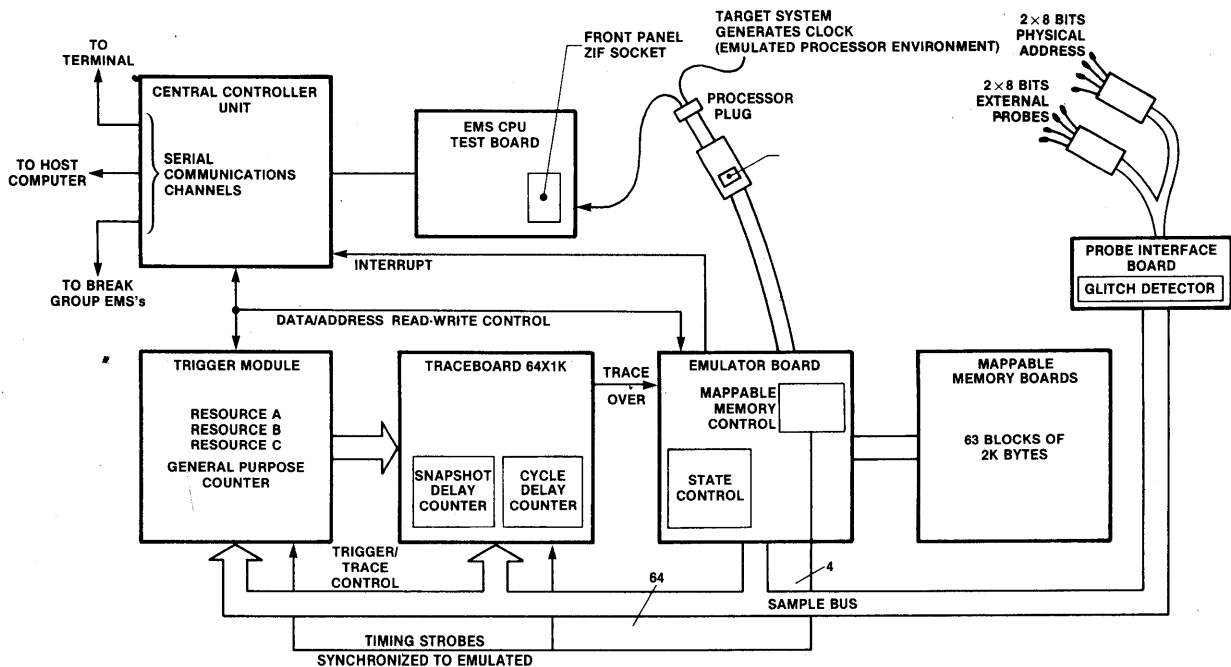 TO
TERMINAL
CENTRAL CONTROLLER
UNIT
SERIAL
COMMUNICATIONS
CHANNELS
TO HOST
COMPUTER
TO BREAK
GROUP EMS's
EMS CPU
TEST BOARD
FRONT PANEL
ZIF SOCKET
TARGET SYSTEM
GENERATES CLOCK
(EMULATED PROCESSOR ENVIRONMENT)
PROCESSOR
PLUG
2×8 BITS
PHYSICAL
ADDRESS
2×8 BITS
EXTERNAL
PROBES
PROBE INTERFACE
BOARD
GLITCH DETECTOR
INTERRUPT
DATA/ADDRESS READ-WRITE CONTROL
TRIGGER MODULE
RESOURCE A
RESOURCE B
RESOURCE C
GENERAL PURPOSE
COUNTER
TRACEBOARD 64X1K
SNAPSHOT
DELAY
COUNTER
CYCLE
DELAY
COUNTER
TRACE
OVER
EMULATOR BOARD
MAPPABLE
MEMORY
CONTROL
STATE
CONTROL
MAPPABLE
MEMORY BOARDS
63 BLOCKS OF
2K BYTES
TRIGGER/
TRACE
CONTROL
64
4
SAMPLE BUS
TIMING STROBES
SYNCHRONIZED TO EMULATED